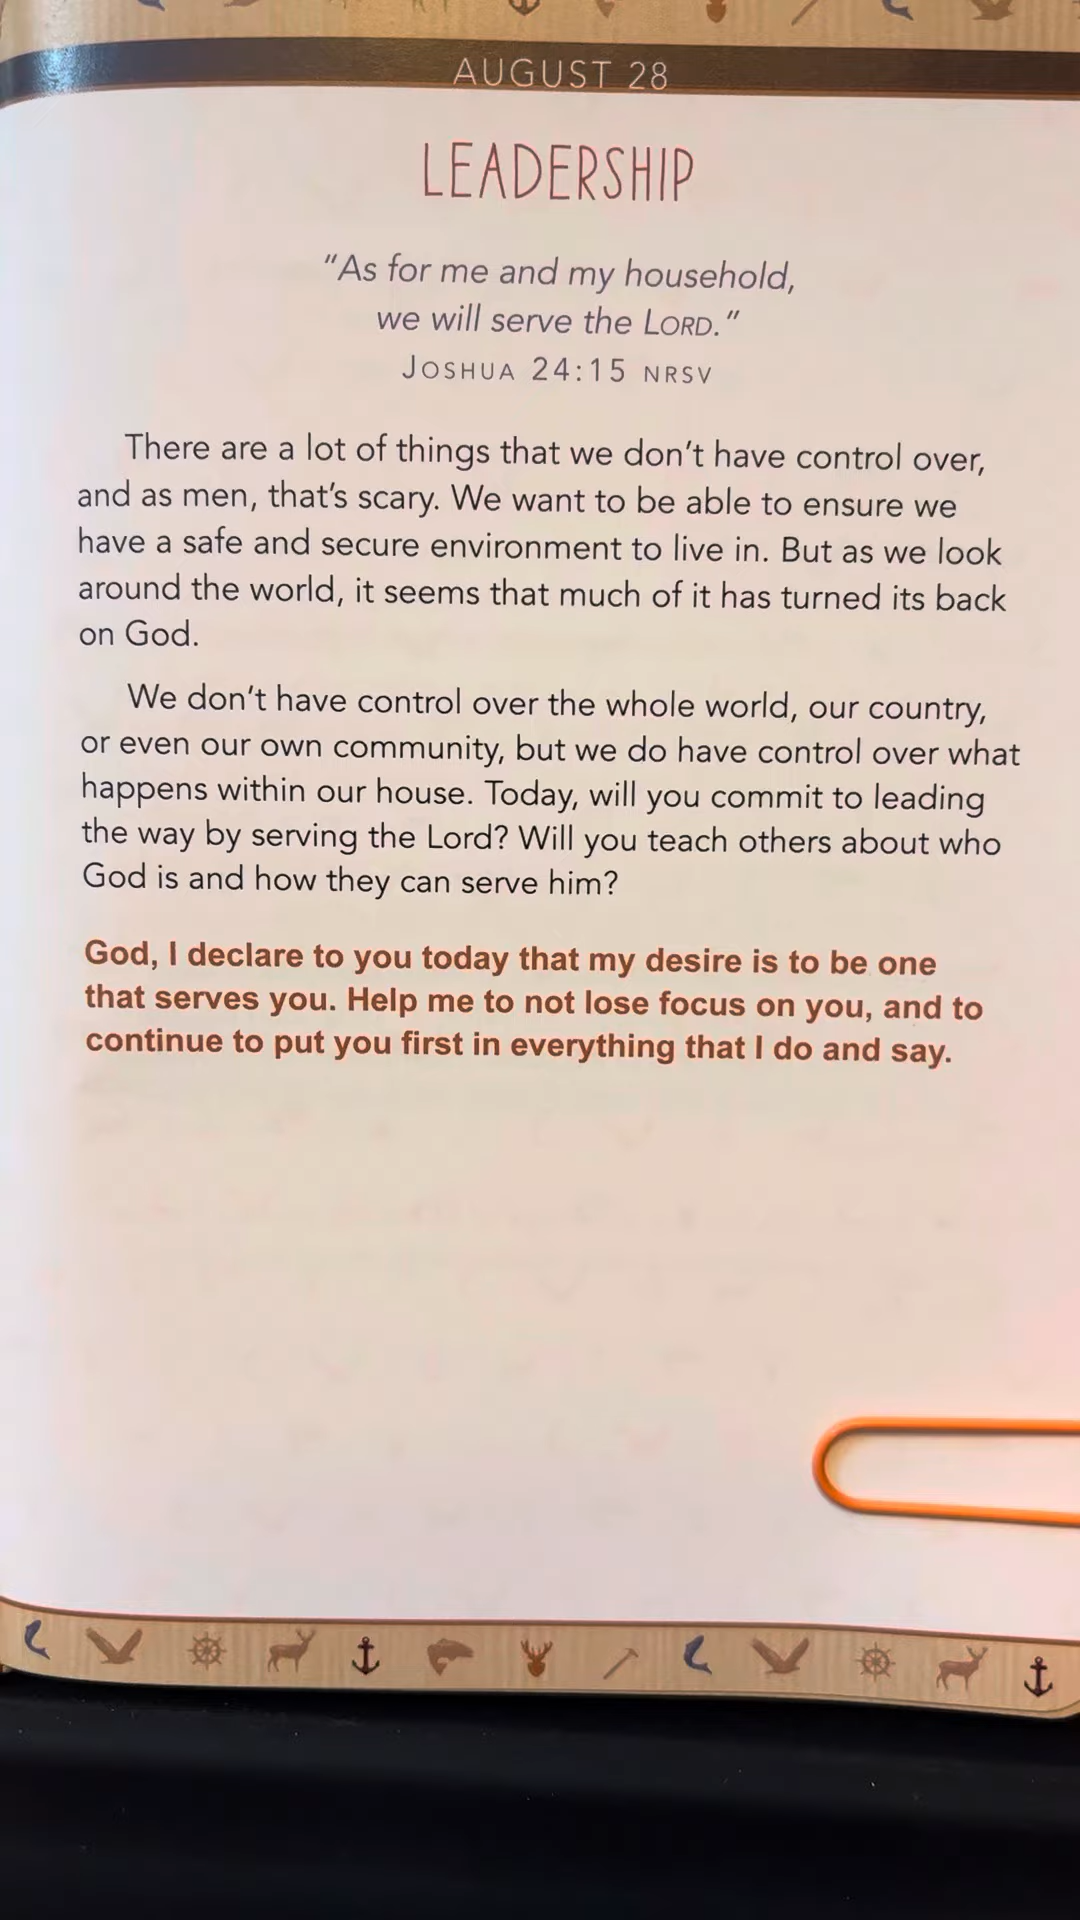 AUGUST 28
LEADERSHIP
"As for me and my household,
we will serve the LORD."
JOSHUA 24:15 NRSV
There are a lot of things that we don't have control over,
and as men, that's scary. We want to be able to ensure we
have a safe and secure environment to live in. But as we look
around the world, it seems that much of it has turned its back
on God.
We don't have control over the whole world, our country,
or even our own community, but we do have control over what
happens within our house. Today, will you commit to leading
the way by serving the Lord? Will you teach others about who
God is and how they can serve him?
God, I declare to you today that my desire is to be one
that serves you. Help me to not lose focus on you, and to
continue to put you first in everything that I do and say.